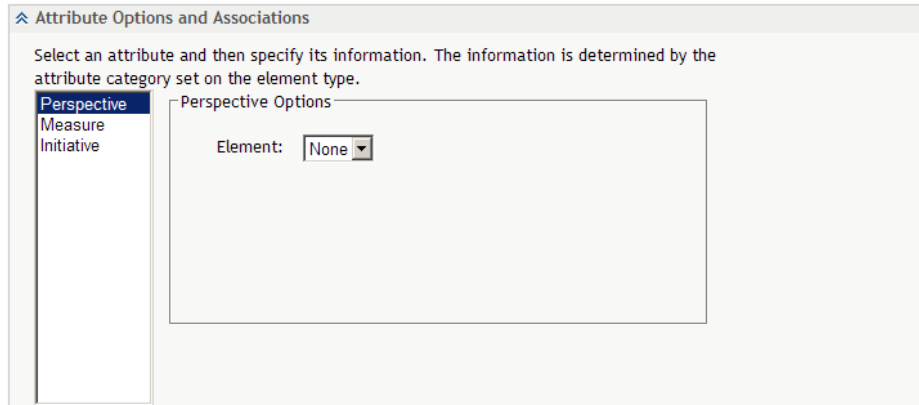 Attribute Options and Associations
Select an attribute and then specify its information. The information is determined by the
attribute category set on the element type.
Perspective
Measure
Initiative
Perspective Options
Element: None